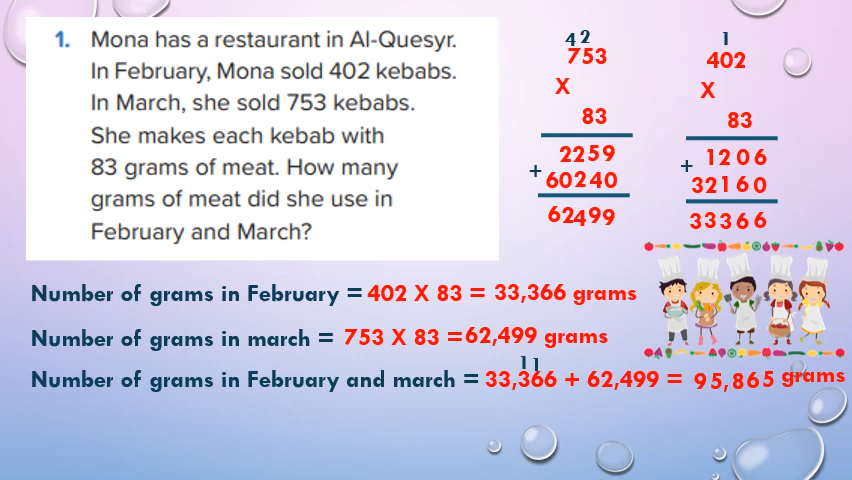 1. Mona has a restaurant in Al-Quesyr.
In February, Mona sold 402 kebabs.
In March, she sold 753 kebabs.
She makes each kebab with
83 grams of meat. How many
grams of meat did she use in
February and March?
4 2
753
X
83
2259
+
60240
62499
1
402
X
83
1206
+
32160
33366
Number of grams in February = 402 X 83 = 33,366 grams
Number of grams in march = 753 X 83 =62,499 grams
11
Number of grams in February and march = 33,366 + 62,499 = 95,865 grams